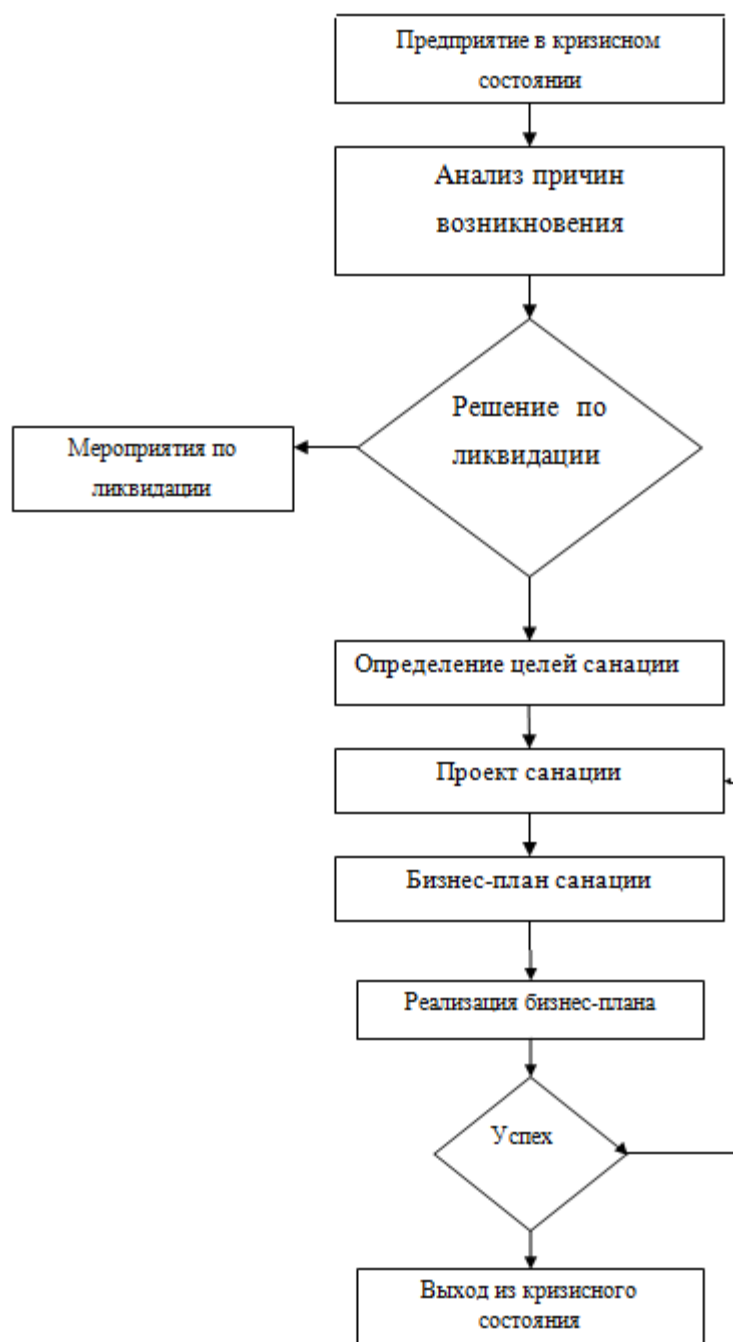 Предприятие в кризисном
состоянии
Анализ причин
возникновения
Решение по
ликвидации
Мероприятия по
ликвидации
Определение целей санации
Проект санации
Бизнес-план санации
Реализация бизнес-плана
Успех
Выход из кризисного
состояния